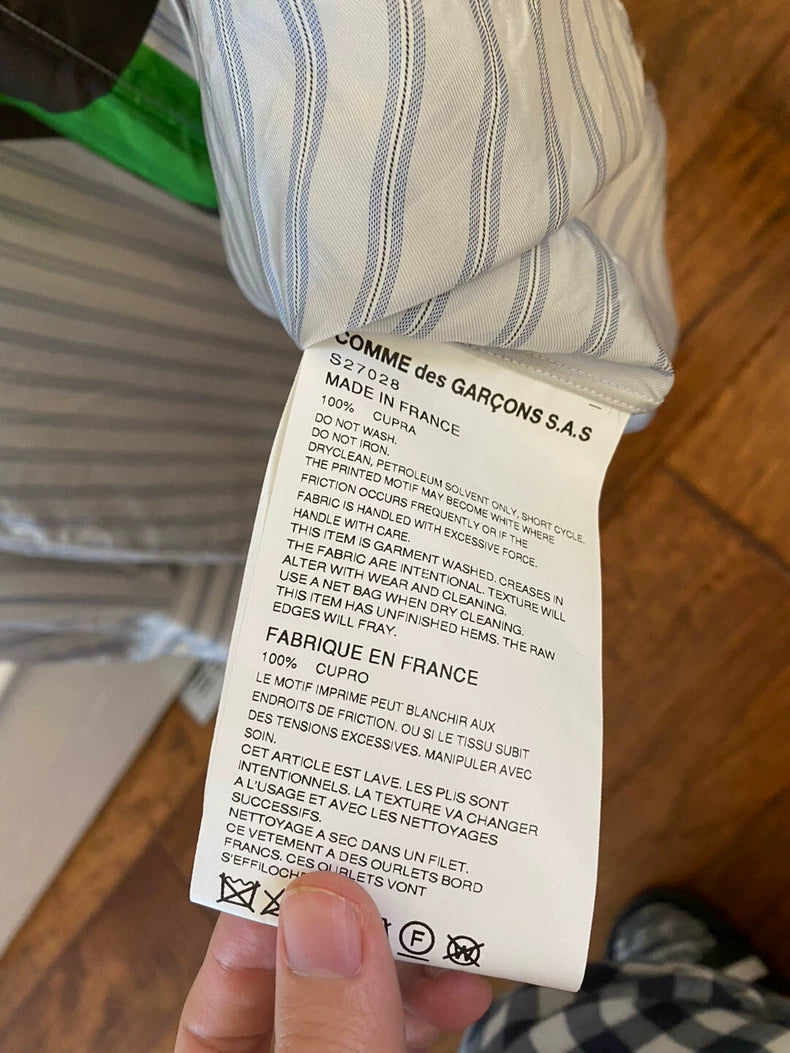 COMME des GARÇONS S.A.S
S27028
MADE IN FRANCE
100% CUPRA
DO NOT WASH.
DO NOT IRON.
DRYCLEAN, PETROLEUM SOLVENT ONLY, SHORT CYCLE.
THE PRINTED MOTIF MAY BECOME WHITE WHERE
FRICTION OCCURS FREQUENTLY OR IF THE
FABRIC IS HANDLED WITH EXCESSIVE FORCE.
HANDLE WITH CARE.
THIS ITEM IS GARMENT WASHED. CREASES IN
THE FABRIC ARE INTENTIONAL. TEXTURE WILL
ALTER WITH WEAR AND CLEANING.
USE A NET BAG WHEN DRY CLEANING.
THIS ITEM HAS UNFINISHED HEMS. THE RAW
EDGES WILL FRAY.
FABRIQUE EN FRANCE
100% CUPRO
LE MOTIF IMPRIME PEUT BLANCHIR AUX
ENDROITS DE FRICTION, OU SI LE TISSU SUBIT
DES TENSIONS EXCESSIVES. MANIPULER AVEC
SOIN.
CET ARTICLE EST LAVE. LES PLIS SONT
INTENTIONNELS. LA TEXTURE VA CHANGER
A L'USAGE ET AVEC LES NETTOYAGES
SUCCESSIFS.
NETTOYAGE A SEC DANS UN FILET.
CE VETEMENT A DES OURLETS BORD
FRANCS. CES OURLETS VONT
S'EFFILOCH
F W